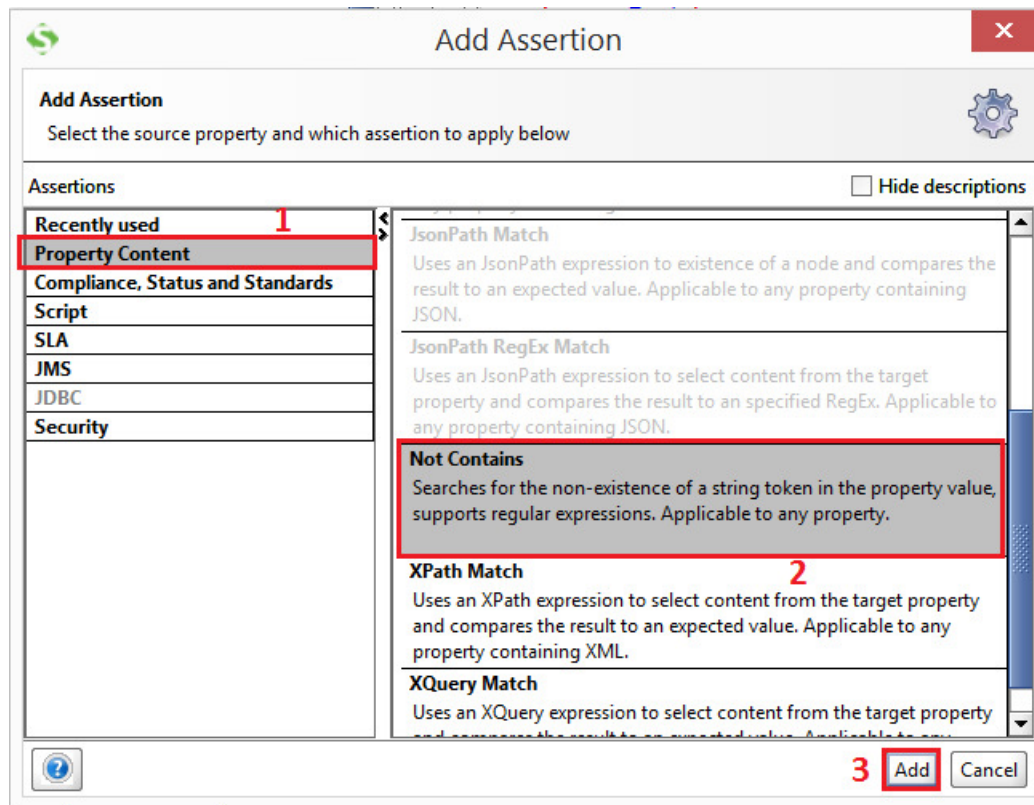 Add Assertion
Add Assertion
Select the source property and which assertion to apply below
Assertions
Hide descriptions
Recently used
1
Property Content
Compliance, Status and Standards
Script
SLA
JMS
JDBC
Security
JsonPath Match
Uses an JsonPath expression to existence of a node and compares the
result to an expected value. Applicable to any property containing
JSON.
JsonPath RegEx Match
Uses an JsonPath expression to select content from the target
property and compares the result to an specified RegEx. Applicable to
any property containing JSON.
Not Contains
Searches for the non-existence of a string token in the property value,
supports regular expressions. Applicable to any property.
2
XPath Match
Uses an XPath expression to select content from the target property
and compares the result to an expected value. Applicable to any
property containing XML.
XQuery Match
Uses an XQuery expression to select content from the target property
3
Add
Cancel